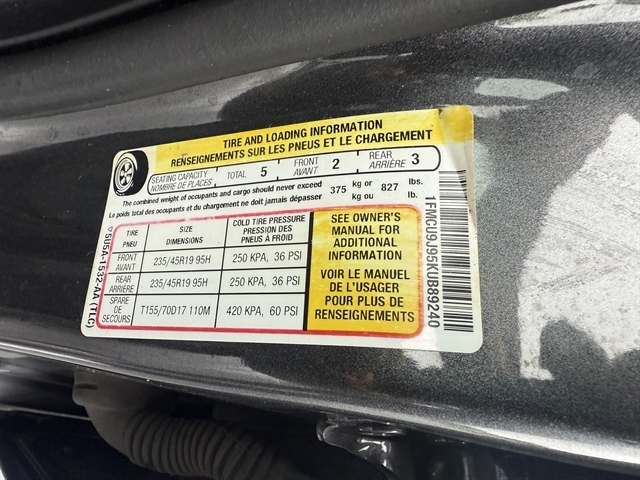 TIRE AND LOADING INFORMATION
RENSEIGNEMENTS SUR LES PNEUS ET LE CHARGEMENT
SEATING CAPACITY
NOMBRE DE PLACES
TOTAL 5
FRONT
AVANT 2
REAR
ARRIÈRE 3
The combined weight of occupants and cargo should never exceed 375 kg or 827 lbs.
Le poids total des occupants et du chargement ne doit jamais dépasser kg ou lb.
TIRE
PNEU
SIZE
DIMENSIONS
COLD TIRE PRESSURE
PRESSION DES
PNEUS À FROID
FRONT
AVANT
235/45R19 95H
250 KPA, 36 PSI
REAR
ARRIÈRE
235/45R19 95H
250 KPA, 36 PSI
SPARE
DE
SECOURS
T155/70D17 110M
420 KPA, 60 PSI
SEE OWNER'S
MANUAL FOR
ADDITIONAL
INFORMATION
VOIR LE MANUEL
DE L'USAGER
POUR PLUS DE
RENSEIGNEMENTS
5U5A-1532-AA (TLC)
1FMCU9J95KUB89240